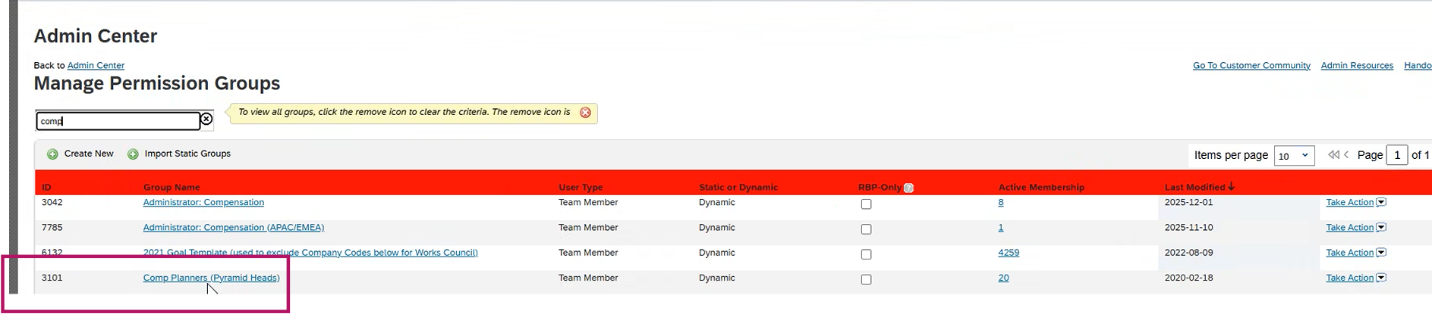 Admin Center
Back to Admin Center
Go To Customer Community Admin Resources Hando
Manage Permission Groups
comp
To view all groups, click the remove icon to clear the criteria. The remove icon is
Create New Import Static Groups Items per page 10 Page 1 of 1
ID Group Name User Type Static or Dynamic RBP-Only Active Membership Last Modified
3042 Administrator: Compensation Team Member Dynamic 8 2025-12-01 Take Action
7785 Administrator: Compensation (APAC/EMEA) Team Member Dynamic 1 2025-11-10 Take Action
6132 2021 Goal Template (used to exclude Company Codes below for Works Council) Team Member Dynamic 4259 2022-08-09 Take Action
3101 Comp Planners (Pyramid Heads) Team Member Dynamic 20 2020-02-18 Take Action